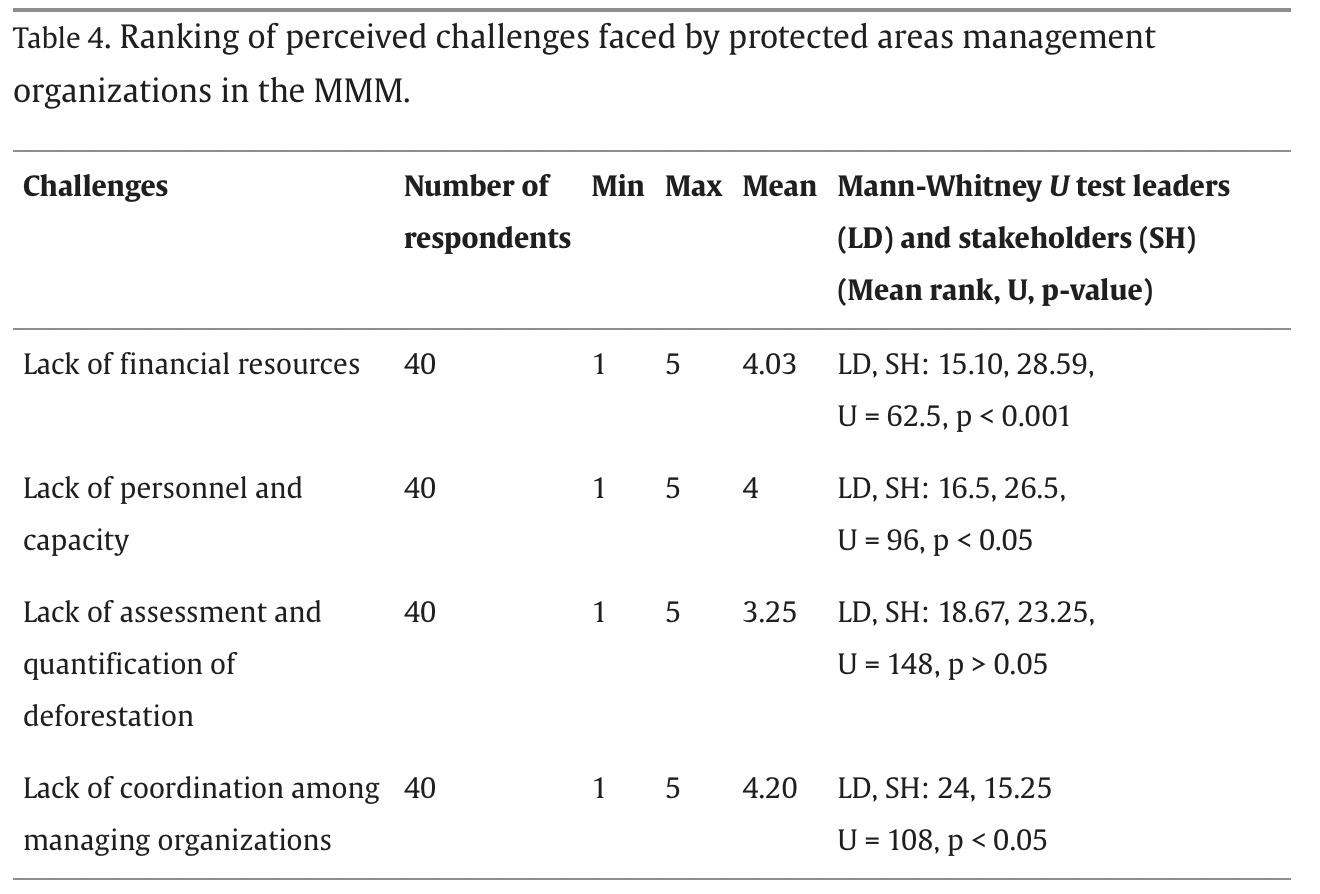 Table 4. Ranking of perceived challenges faced by protected areas management
organizations in the MMM.
Challenges Number of respondents Min Max Mean Mann-Whitney U test leaders (LD) and stakeholders (SH) (Mean rank, U, p-value)
Lack of financial resources 40 1 5 4.03 LD, SH: 15.10, 28.59,
U = 62.5, p < 0.001
Lack of personnel and 40 1 5 4 LD, SH: 16.5, 26.5,
capacity U = 96, p < 0.05
Lack of assessment and 40 1 5 3.25 LD, SH: 18.67, 23.25,
quantification of U = 148, p > 0.05
deforestation
Lack of coordination among 40 1 5 4.20 LD, SH: 24, 15.25
managing organizations U = 108, p < 0.05